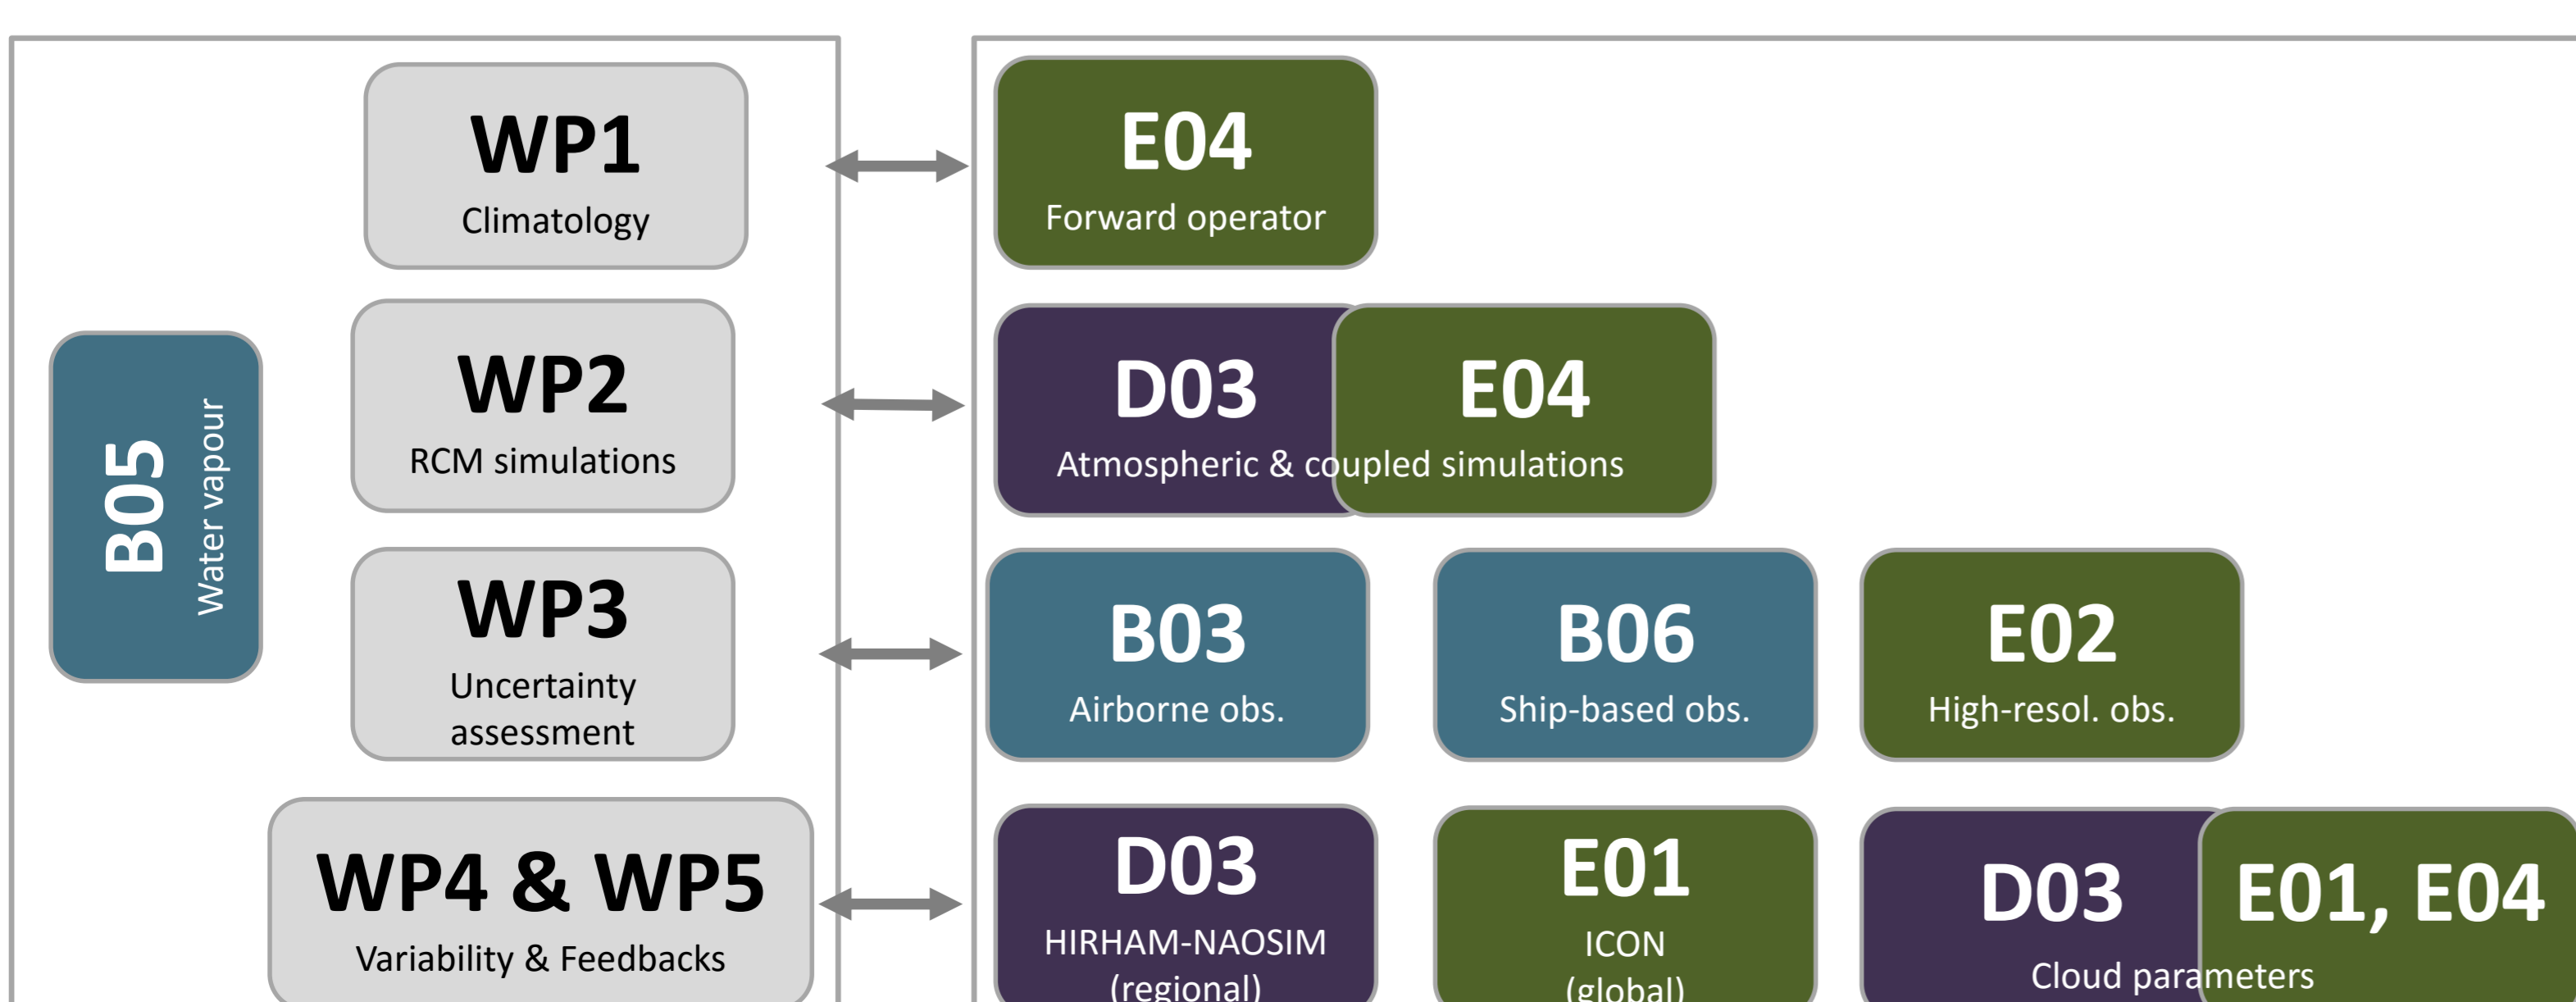 B05
Water vapour
WP1
Climatology
E04
Forward operator
WP2
RCM simulations
D03
E04
Atmospheric & coupled simulations
WP3
Uncertainty
assessment
B03
Airborne obs.
B06
Ship-based obs.
E02
High-resol. obs.
WP4 & WP5
Variability & Feedbacks
D03
HIRHAM-NAOSIM
(regional)
E01
ICON
(global)
D03
E01, E04
Cloud parameters